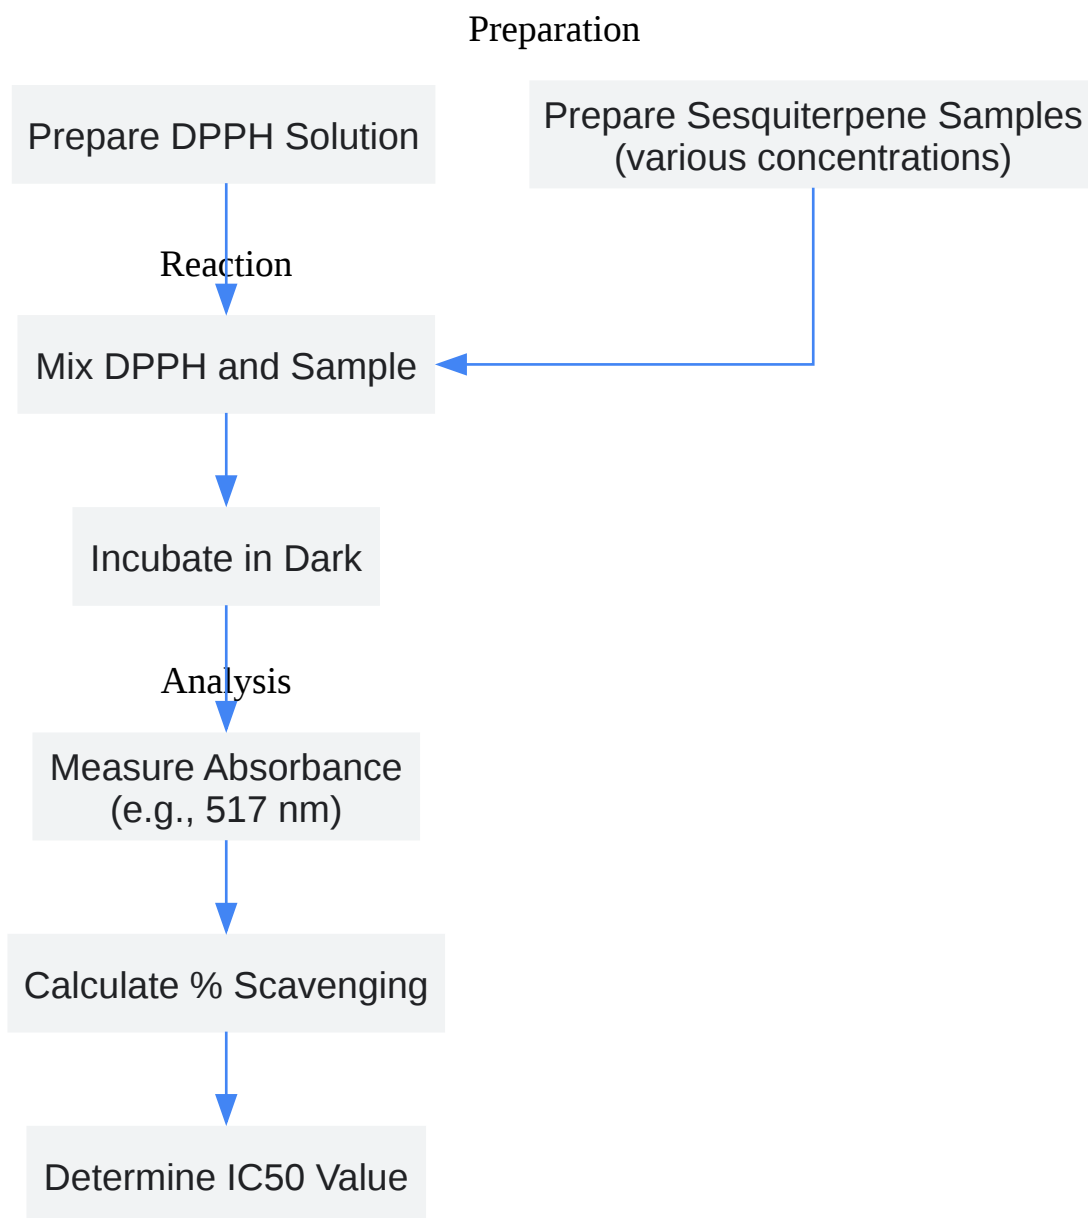 Preparation
Prepare DPPH Solution
Prepare Sesquiterpene Samples
(various concentrations)
Reaction
Mix DPPH and Sample
Incubate in Dark
Analysis
Measure Absorbance
(e.g., 517 nm)
Calculate % Scavenging
Determine IC50 Value